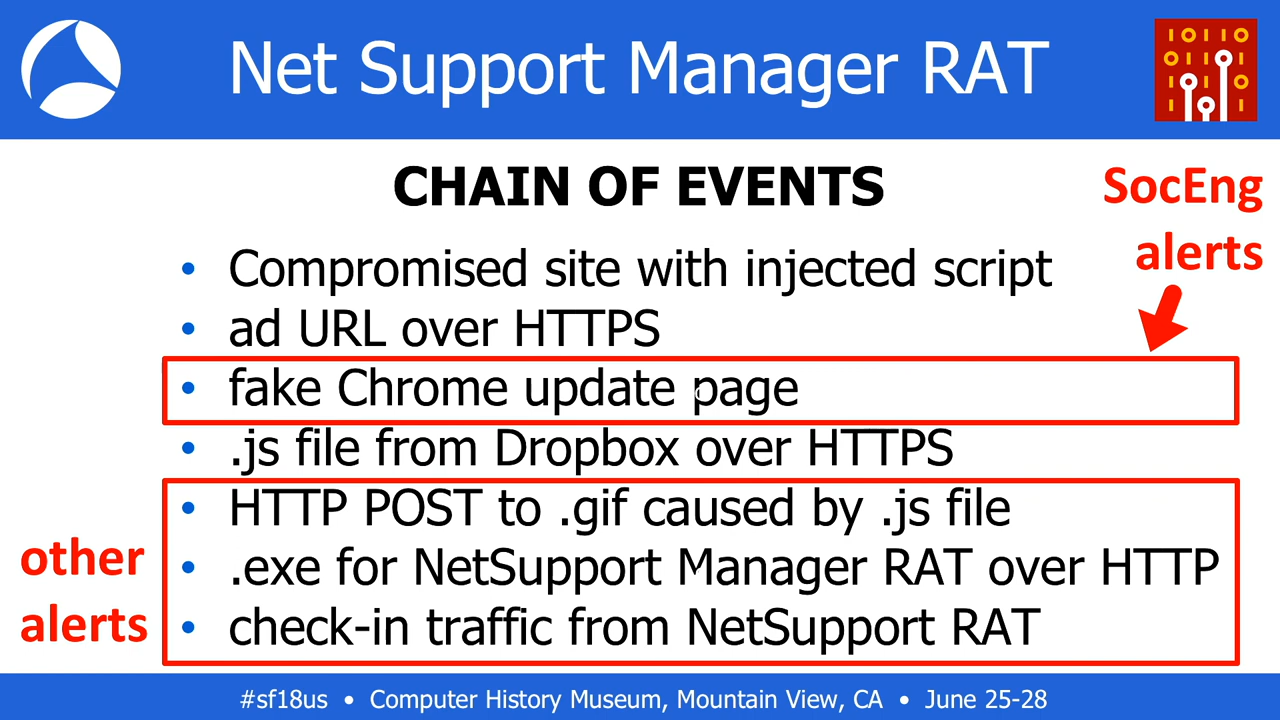 Net Support Manager RAT
CHAIN OF EVENTS
SocEng
alerts
• Compromised site with injected script
• ad URL over HTTPS
• fake Chrome update page
• .js file from Dropbox over HTTPS
• HTTP POST to .gif caused by .js file
• .exe for NetSupport Manager RAT over HTTP
• check-in traffic from NetSupport RAT
other
alerts
#sf18us • Computer History Museum, Mountain View, CA • June 25-28